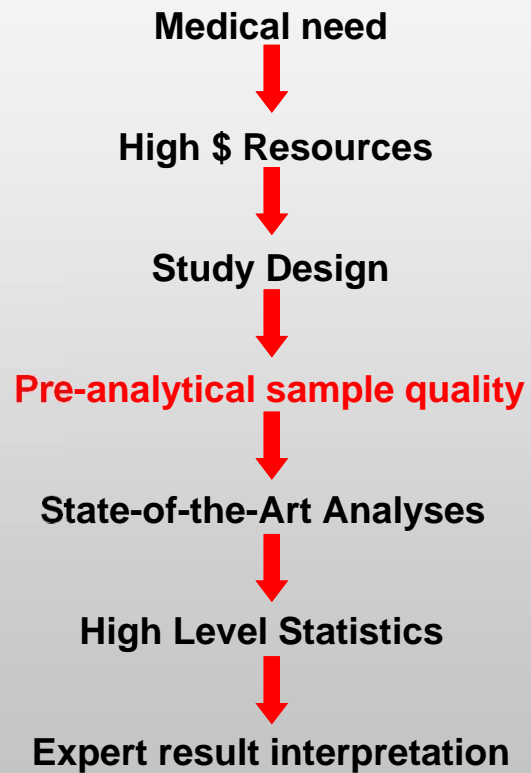 Medical need
High $ Resources
Study Design
Pre-analytical sample quality
State-of-the-Art Analyses
High Level Statistics
Expert result interpretation